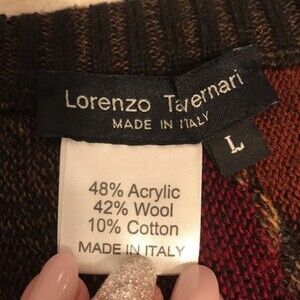 Lorenzo Tavernari
MADE IN ITALY
L
48% Acrylic
42% Wool
10% Cotton
MADE IN ITALY